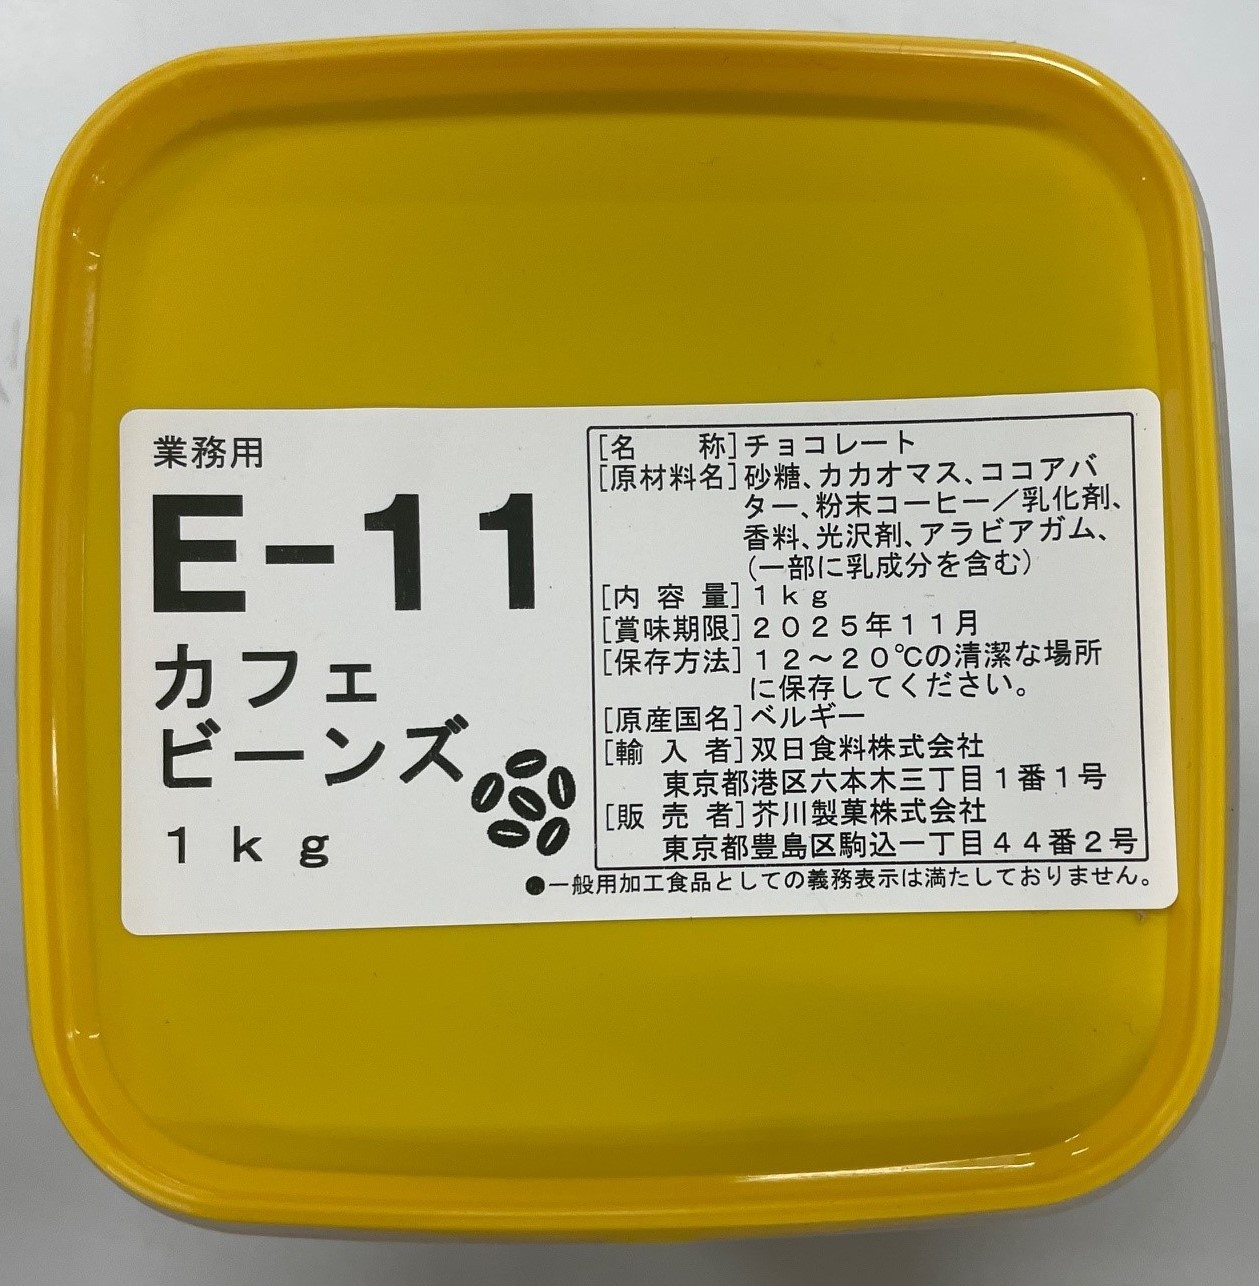 業務用
E-11
カフェ
ビーンズ
1kg
[名 称]チョコレート
[原材料名]砂糖、カカオマス、ココアバ
ター、粉末コーヒー／乳化剤、
香料、光沢剤、アラビアガム、
(一部に乳成分を含む)
[内容量]1kg
[賞味期限]2025年11月
[保存方法]12～20℃の清潔な場所
に保存してください。
[原産国名]ベルギー
[輸入者]双日食料株式会社
東京都港区六本木三丁目1番1号
[販売者]芥川製菓株式会社
東京都豊島区駒込一丁目44番2号
●一般用加工食品としての義務表示は満たしておりません。